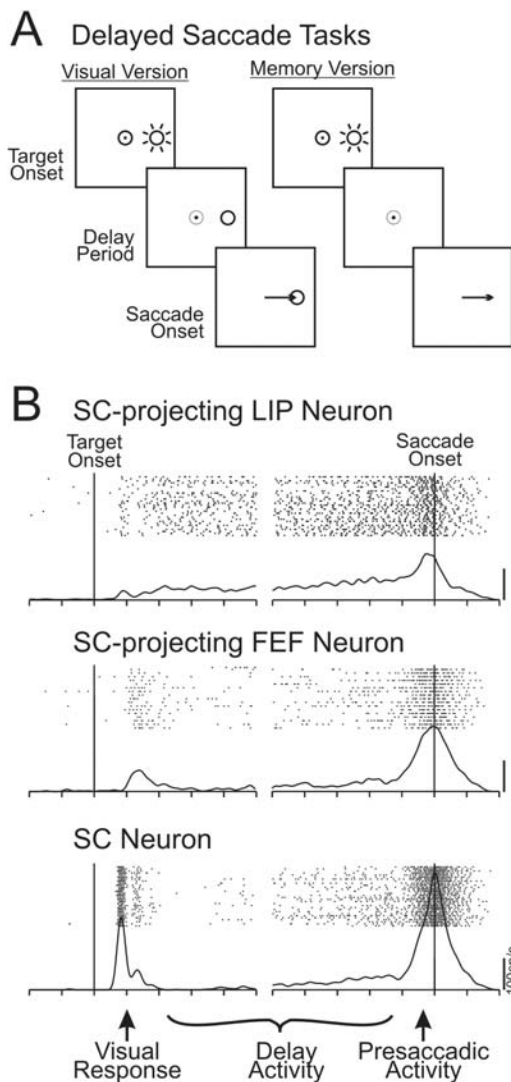 A Delayed Saccade Tasks
Visual Version
Memory Version
Target
Onset
Delay
Period
Saccade
Onset
B SC-projecting LIP Neuron
Target
Onset
Saccade
Onset
SC-projecting FEF Neuron
SC Neuron
100sp/s
Visual
Response
Delay
Activity
Presaccadic
Activity